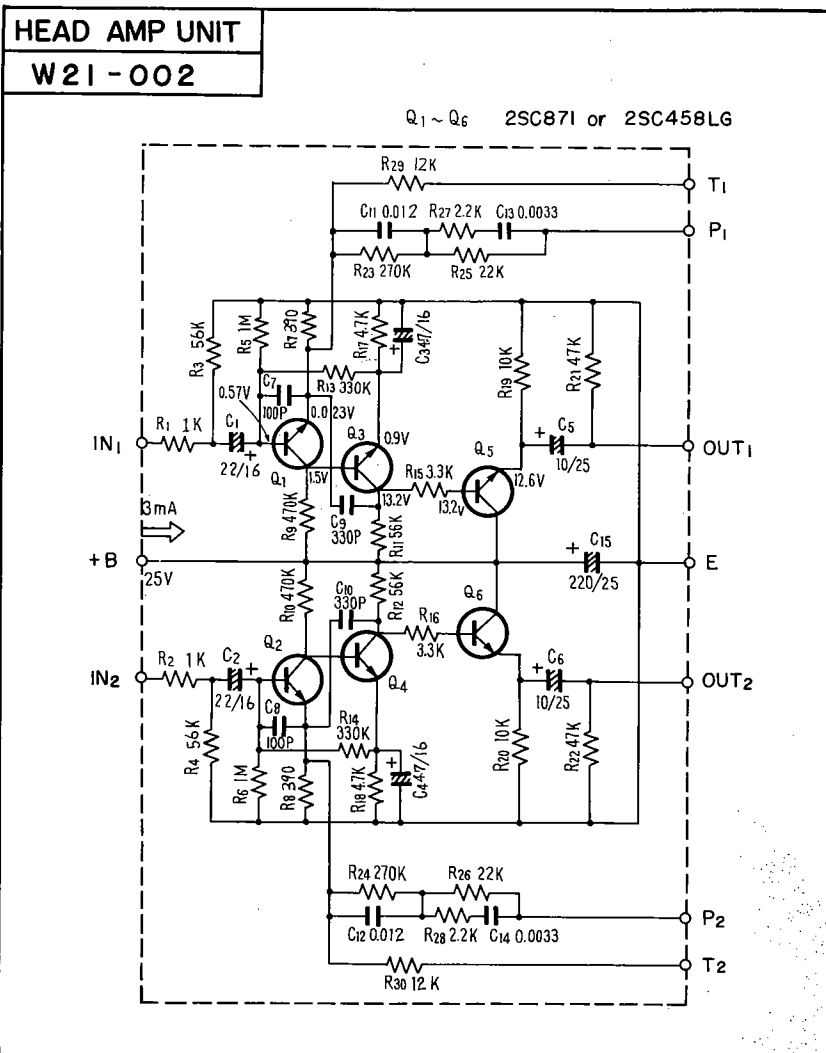 HEAD AMP UNIT
W21-002
Q1~Q6 2SC871 or 2SC458LG
R29 12K
T1
C11 0.012 R27 2.2K C13 0.0033
P1
R23 270K R25 22K
R3 56K
R5 1M
R7 390
R17 4.7K
C3 47/16
+
R19 10K
R21 47K
R13 330K
C7
100P
0.57V
0.023V
IN1
R1 1K
C1
+
22/16
Q1
1.5V
Q3
0.9V
Q5
+ C5
10/25
OUT1
R15 3.3K
13.2V
13.2V
12.6V
3mA
R9 470K
C9
330P
R11 56K
+B
25V
+ C15
220/25
E
R10 470K
C10
330P
R12 56K
R16
3.3K
Q6
IN2
R2 1K
C2
+
22/16
Q2
Q4
+ C6
10/25
OUT2
C8
100P
R14
330K
R4 56K
R6 1M
R8 390
R18 4.7K
+
C4 47/16
R20 10K
R22 47K
R24 270K R26 22K
C12 0.012 R28 2.2K C14 0.0033
P2
R30 12K
T2